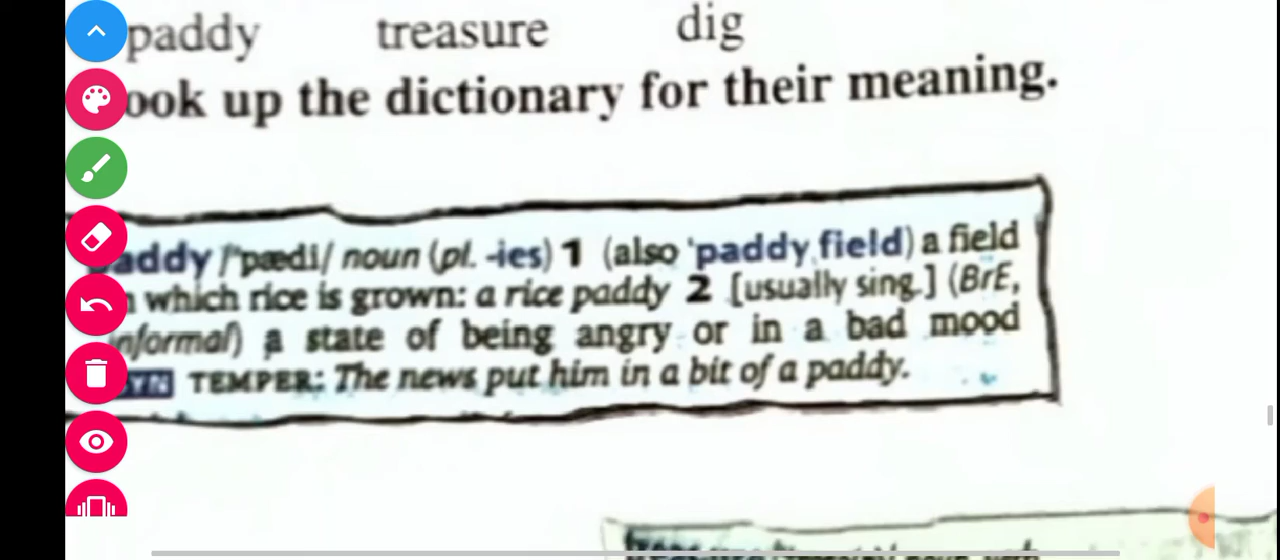 paddy treasure dig
ook up the dictionary for their meaning.
addy /ˈpædi/ noun (pl. -ies) 1 (also ˈpaddy field) a field
which rice is grown: a rice paddy 2 [usually sing.] (BrE,
nformal) a state of being angry or in a bad mood
TEMPER: The news put him in a bit of a paddy.